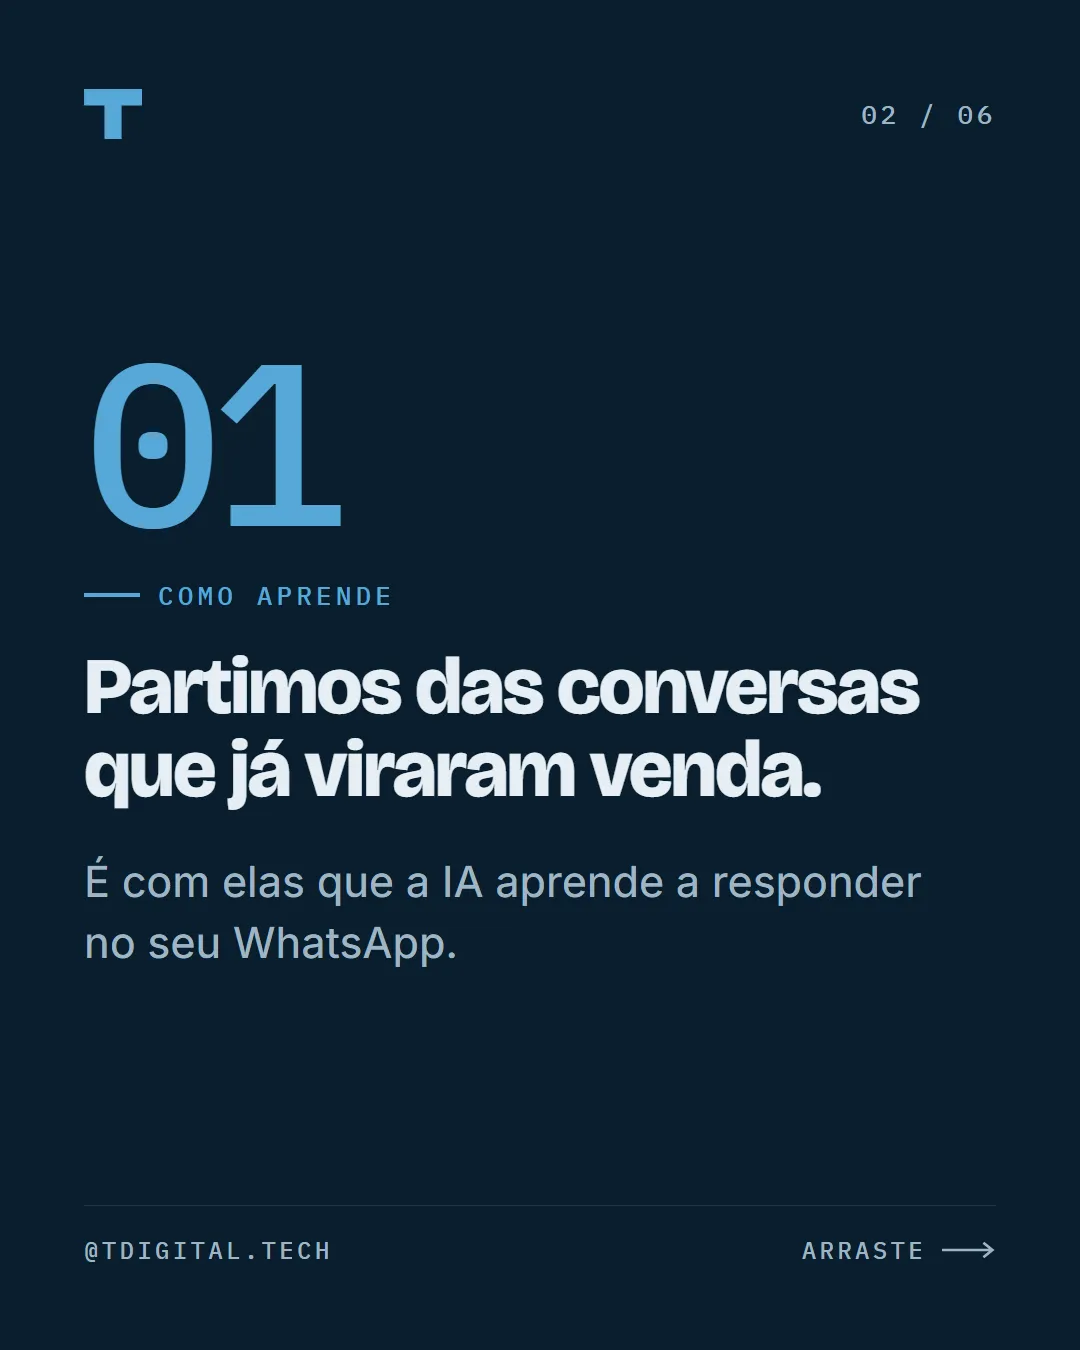 T
02 / 06
01
COMO APRENDE
Partimos das conversas
que já viraram venda.
É com elas que a IA aprende a responder
no seu WhatsApp.
@TDIGITAL.TECH
ARRASTE